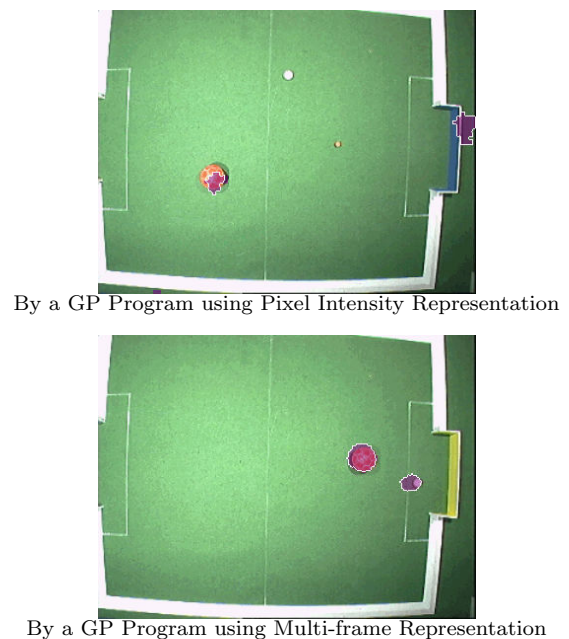 By a GP Program using Pixel Intensity Representation
By a GP Program using Multi-frame Representation